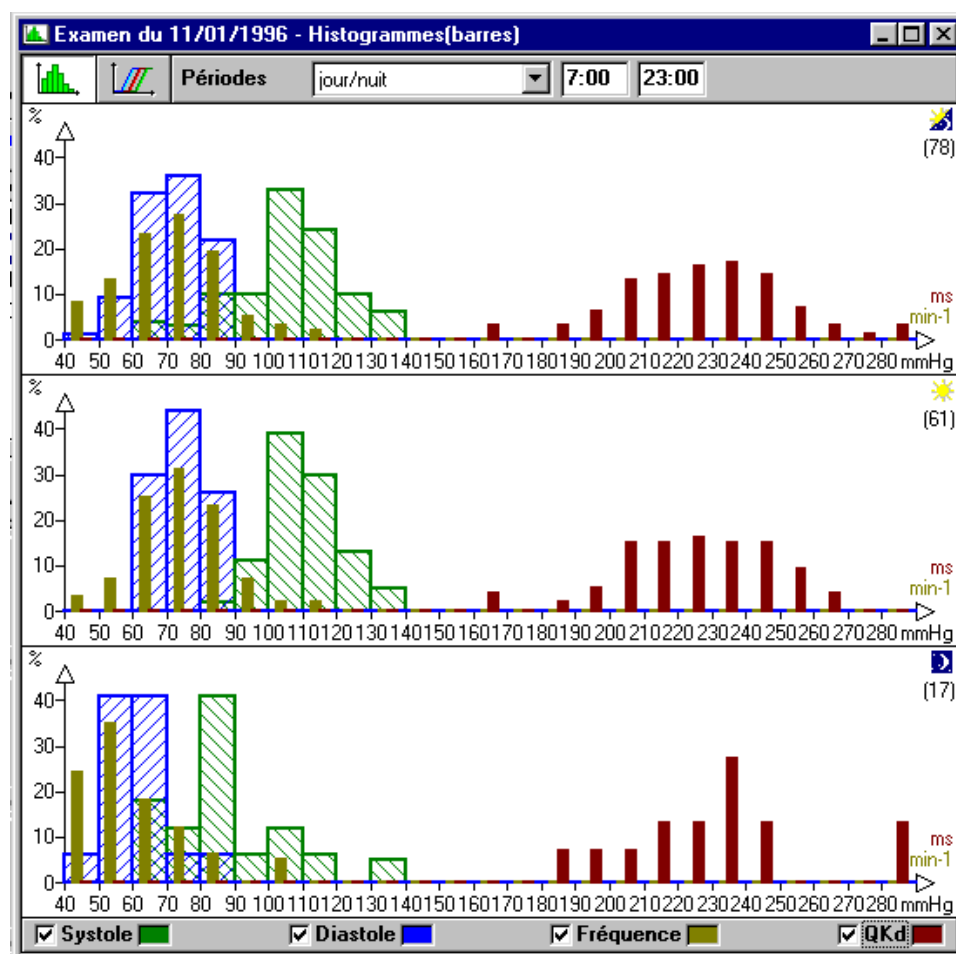 Examen du 11/01/1996 - Histogrammes(barres)
Périodes jour/nuit 7:00 23:00
%
(78)
40
30
20
10
ms
min-1
0
40 50 60 70 80 90 100 110 120 130 140 150 160 170 180 190 200 210 220 230 240 250 260 270 280 mmHg
%
(61)
40
30
20
10
ms
min-1
0
40 50 60 70 80 90 100 110 120 130 140 150 160 170 180 190 200 210 220 230 240 250 260 270 280 mmHg
%
(17)
40
30
20
10
ms
min-1
0
40 50 60 70 80 90 100 110 120 130 140 150 160 170 180 190 200 210 220 230 240 250 260 270 280 mmHg
Systole Diastole Fréquence QKd